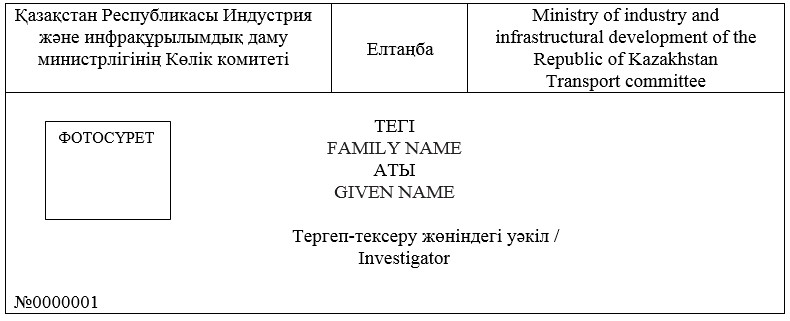 Қазақстан Республикасы Индустрия
және инфрақұрылымдық даму
министрлігінің Көлік комитеті
Елтаңба
Ministry of industry and
infrastructural development of the
Republic of Kazakhstan
Transport committee
ФОТОСҮРЕТ
ТЕГІ
FAMILY NAME
АТЫ
GIVEN NAME
Тергеп-тексеру жөніндегі уәкіл /
Investigator
№0000001